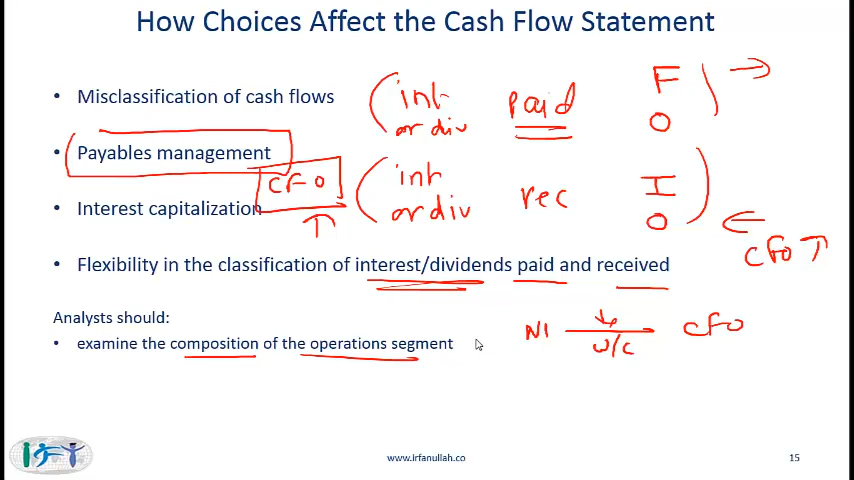 How Choices Affect the Cash Flow Statement
• Misclassification of cash flows
(int paid F
or div O
• Payables management
CFO
(int rec I
or div O
• Interest capitalization
CFO ↑
• Flexibility in the classification of interest/dividends paid and received
Analysts should:
NI w/c CFO
• examine the composition of the operations segment
www.irfanullah.co
15